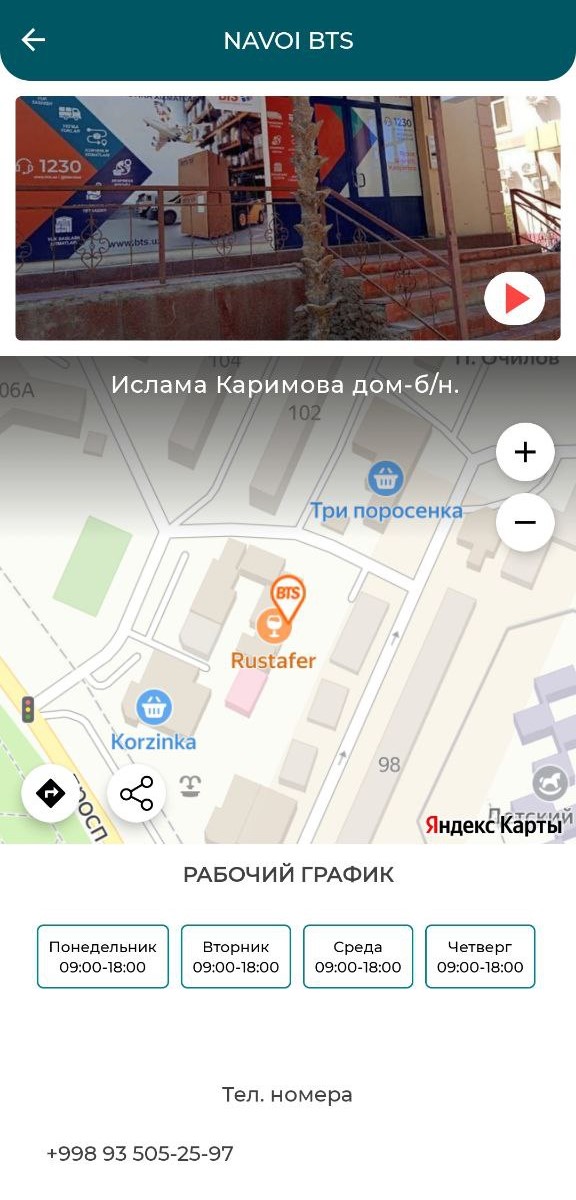 NAVOI BTS
1230
1230
www.bts.uz
104
П. Очилов
06А
Ислама Каримова дом-б/н.
102
+
Три поросенка
−
BTS
Rustafer
Korzinka
98
Детский
Яндекс Карты
РАБОЧИЙ ГРАФИК
Понедельник
09:00-18:00
Вторник
09:00-18:00
Среда
09:00-18:00
Четверг
09:00-18:00
Тел. номера
+998 93 505-25-97